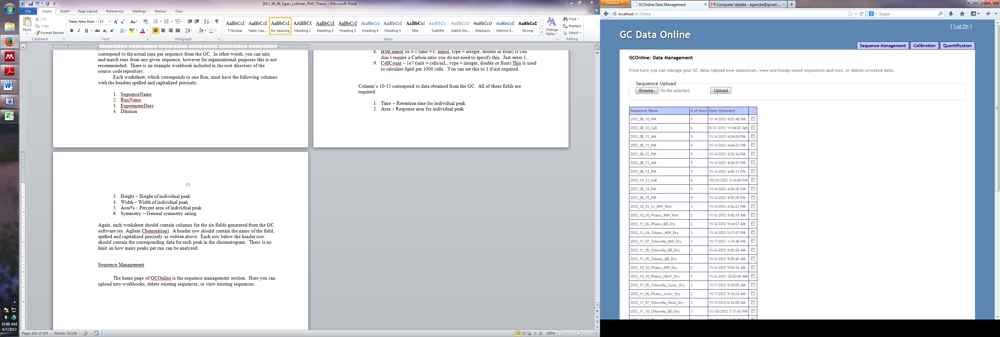 2013_08_06_Egan_Lohman_PhD_Thesis - Microsoft Word
File Home Insert Page Layout References Mailings Review View
Paste
Cut
Copy
Format Painter
Clipboard
Times New Rom 12
Font
Paragraph
AaBbCcI AaBbCcI AaBbCcI AABBCC AaBbCcI AaBbCcI AaBbCcI AaBbCcI AaBbCcI AaBbCc. AaBbCcD AaBbCcD AaBbCcD AaBbCcD
¶ Normal Table Cap... No Spacing Heading 1 Heading 2 Heading 3 Heading 4 Heading 5 Title Subtitle Subtle Em... Emphasis Intense E... Strong
Styles
Change Styles
Find
Replace
Select
Editing
correspond to the actual runs per sequence from the GC. In other words, you can mix
and match runs from any given sequence; however for organizational purposes this is not
recommended. There is an example workbook included in the root directory of the
source code repository.
Each worksheet, which corresponds to one Run, must have the following columns
with the headers spelled and capitalized precisely.
1. SequenceName
2. RunName
3. ExperimentDate
4. Dilution
8. BMCmmol ex 0.1 (unit = C mmol, type = integer, double or float) If you
don't require a Carbon ratio you do not need to specify this. Just enter 1.
9. CellCount – 1e7 (unit = cells/mL, type = integer, double or float) This is used
to calculate lipid per 1000 cells. You can set this to 1 if not required.
Column's 10-15 correspond to data obtained from the GC. All of these fields are
required:
1. Time – Retention time for individual peak
2. Area – Response area for individual peak
91
3. Height – Height of individual peak
4. Width – Width of individual peak
5. Area% – Percent area of individual peak
6. Symmetry – General symmetry rating
Again, each worksheet should contain columns for the six fields generated from the GC
software (ex. Agilent Chemstation). A header row should contain the name of the field,
spelled and capitalized precisely as written above. Each row below the header row
should contain the corresponding data for each peak in the chromatogram. There is no
limit on how many peaks per run can be analyzed.
Sequence Management
The home page of GCOnline is the sequence management section. Here you can
upload new workbooks, delete existing sequences, or view existing sequences.
Page: 105 of 105 Words: 23,120 100%
10:00 AM
9/7/2013
Firefox
GCOnline Data Management
Computer Update - egancbe@gmail....
localhost/GCOnline
Google
[ Log On ]
GC Data Online
Sequence Management Calibration Quantification
GCOnline: Data Management
From here you can manage your GC data: Upload new sequences, view previously saved sequences and runs, or delete unwated data.
Sequence Upload
Browse... No file selected. Upload
Sequence Name # of Runs Date Uploaded
2012_08_10_PM 9 11/4/2012 4:03:48 PM
2012_08_30_Cali 6 8/31/2012 11:04:02 AM
2012_08_11_AM 9 11/4/2012 4:04:04 PM
2012_08_11_PM 9 11/4/2012 4:04:22 PM
2012_08_12_PM 9 11/4/2012 4:25:16 PM
2012_08_13_AM 9 11/4/2012 4:04:55 PM
2012_08_13_PM 9 11/4/2012 4:05:13 PM
2012_10_23_Cali 6 10/23/2012 3:14:00 PM
2012_08_14_PM 9 11/4/2012 4:05:38 PM
2012_08_15_PM 9 11/4/2012 4:05:58 PM
2012_10_25_Cv_MW_Wet 3 11/4/2012 4:06:23 PM
2012_10_30_Phaeo_MW_Wet 2 11/6/2012 9:40:10 AM
2012_11_06_Phaeo_BB_Dry 2 11/6/2012 9:54:57 AM
2012_11_04_Chlamy_MW_Dry 3 11/4/2012 5:17:57 PM
2012_11_07_Chlorella_MW_Dry 3 11/7/2012 1:39:48 PM
2012_11_05_Chlorella_BB_Dry 3 11/6/2012 9:05:28 AM
2012_11_05_Chlamy_BB_Dry 3 11/6/2012 9:05:45 AM
2012_10_30_Phaeo_MW_Dry 2 11/6/2012 9:55:16 AM
2012_10_30_Phaeo_HEAT_Dry 2 11/6/2012 10:02:04 AM
2012_11_05_Chlorella_Sonic_Dry 3 11/7/2012 9:10:05 AM
2012_11_06_Phaeo_Sonic_Dry 2 11/7/2012 9:10:24 AM
2012_11_07_Chlorella_Heat_Dry 3 11/9/2012 8:34:00 AM
2012_11_10_Chlorella_BD_Dry 3 11/10/2012 7:17:42 PM